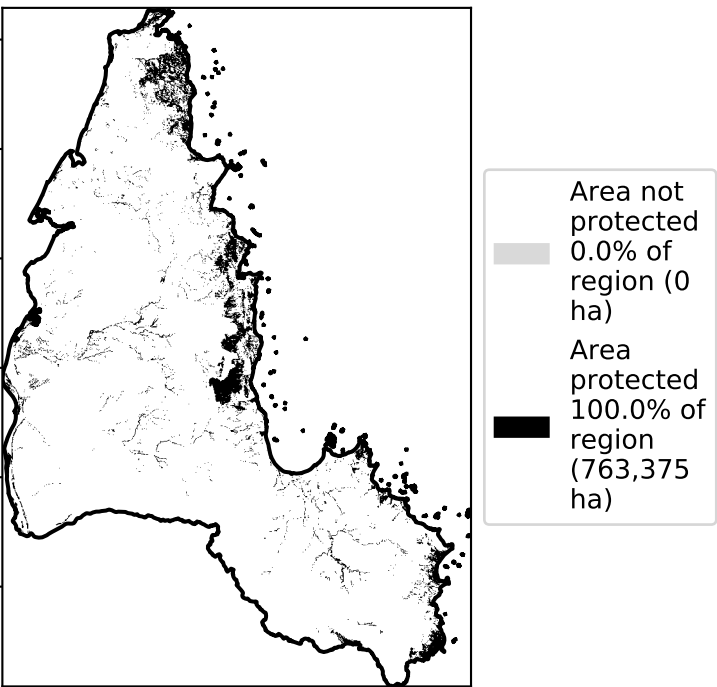 Area not
protected
0.0% of
region (0
ha)
Area
protected
100.0% of
region
(763,375
ha)